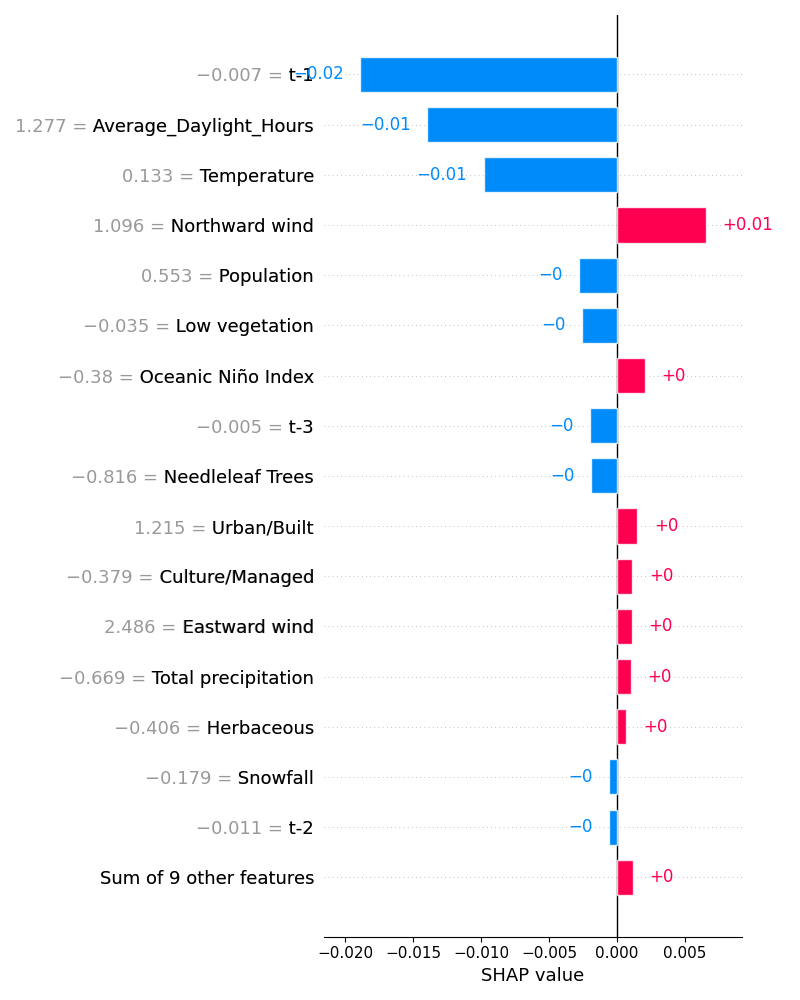 −0.007 = t-1 −0.02
1.277 = Average_Daylight_Hours −0.01
0.133 = Temperature −0.01
1.096 = Northward wind +0.01
0.553 = Population −0
−0.035 = Low vegetation −0
−0.38 = Oceanic Niño Index +0
−0.005 = t-3 −0
−0.816 = Needleleaf Trees −0
1.215 = Urban/Built +0
−0.379 = Culture/Managed +0
2.486 = Eastward wind +0
−0.669 = Total precipitation +0
−0.406 = Herbaceous +0
−0.179 = Snowfall −0
−0.011 = t-2 −0
Sum of 9 other features +0
−0.020 −0.015 −0.010 −0.005 0.000 0.005
SHAP value